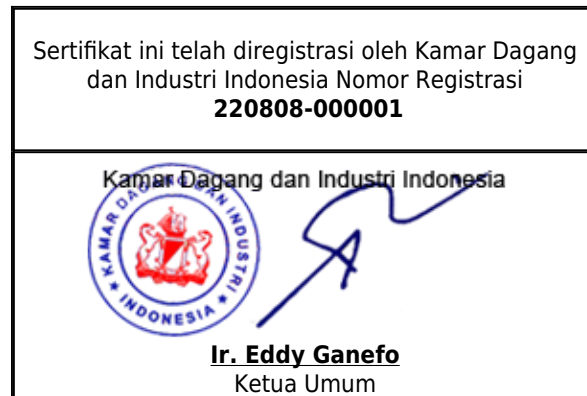 Sertifikat ini telah diregistrasi oleh Kamar Dagang
dan Industri Indonesia Nomor Registrasi
220808-000001
Kamar Dagang dan Industri Indonesia
KAMAR DAGANG DAN INDUSTRI
INDONESIA
Ir. Eddy Ganefo
Ketua Umum